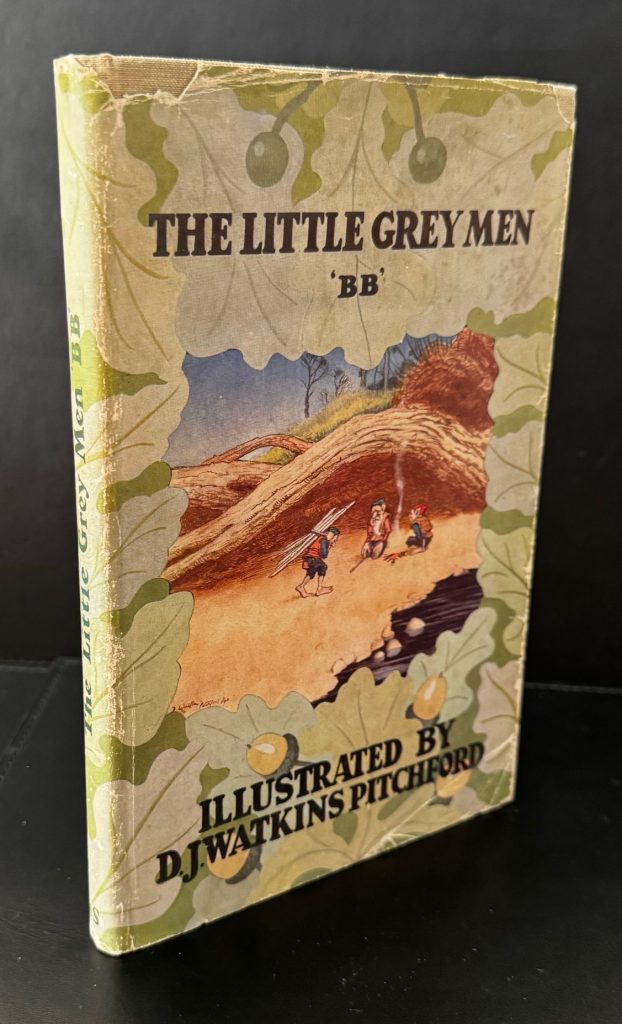 THE LITTLE GREY MEN
'BB'
ILLUSTRATED BY
D.J.WATKINS PITCHFORD
The Little Grey Men BB